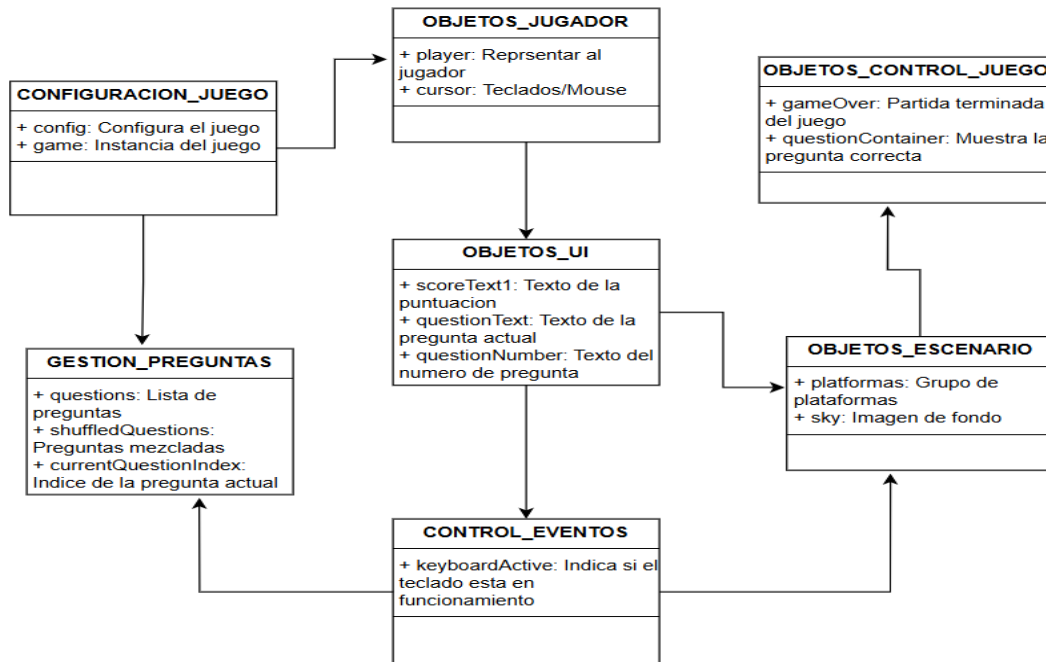 OBJETOS_JUGADOR
+ player: Reprsentar al
jugador
+ cursor: Teclados/Mouse
CONFIGURACION_JUEGO
+ config: Configura el juego
+ game: Instancia del juego
OBJETOS_CONTROL_JUEGO
+ gameOver: Partida terminada
del juego
+ questionContainer: Muestra la
pregunta correcta
OBJETOS_UI
+ scoreText1: Texto de la
puntuacion
+ questionText: Texto de la
pregunta actual
+ questionNumber: Texto del
numero de pregunta
GESTION_PREGUNTAS
+ questions: Lista de
preguntas
+ shuffledQuestions:
Preguntas mezcladas
+ currentQuestionIndex:
Indice de la pregunta actual
OBJETOS_ESCENARIO
+ platformas: Grupo de
plataformas
+ sky: Imagen de fondo
CONTROL_EVENTOS
+ keyboardActive: Indica si el
teclado esta en
funcionamiento